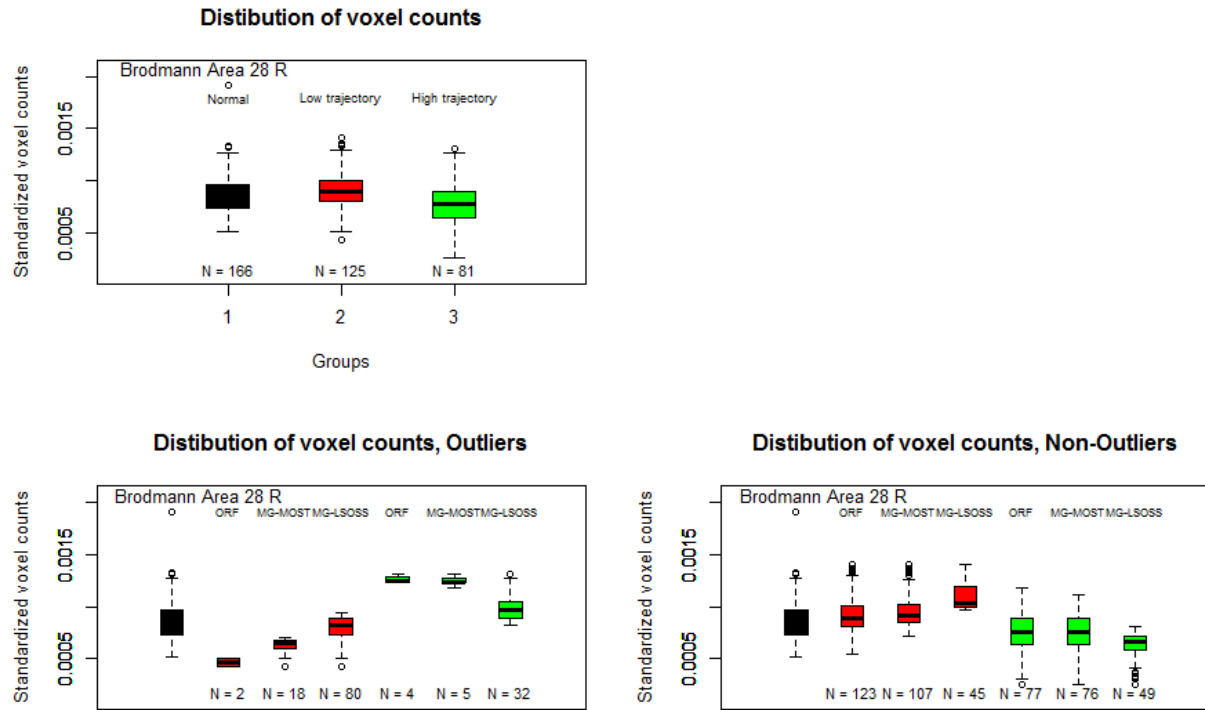 Distibution of voxel counts
Brodmann Area 28 R
Normal Low trajectory High trajectory
Standardized voxel counts
0.0015
0.0005
N = 166 N = 125 N = 81
1 2 3
Groups
Distibution of voxel counts, Outliers
Brodmann Area 28 R
ORF MG-MOST MG-LSOSS ORF MG-MOST MG-LSOSS
Standardized voxel counts
0.0015
0.0005
N = 2 N = 18 N = 80 N = 4 N = 5 N = 32
Distibution of voxel counts, Non-Outliers
Brodmann Area 28 R
ORF MG-MOST MG-LSOSS ORF MG-MOST MG-LSOSS
Standardized voxel counts
0.0015
0.0005
N = 123 N = 107 N = 45 N = 77 N = 76 N = 49